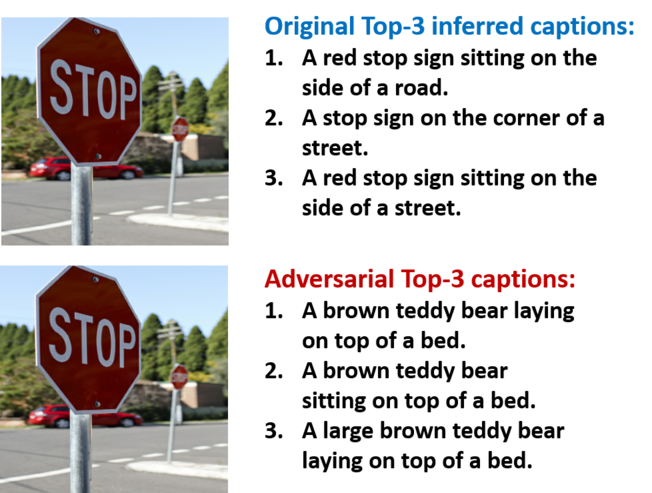 STOP
STOP
Original Top-3 inferred captions:
1. A red stop sign sitting on the
side of a road.
2. A stop sign on the corner of a
street.
3. A red stop sign sitting on the
side of a street.
STOP
STOP
Adversarial Top-3 captions:
1. A brown teddy bear laying
on top of a bed.
2. A brown teddy bear
sitting on top of a bed.
3. A large brown teddy bear
laying on top of a bed.